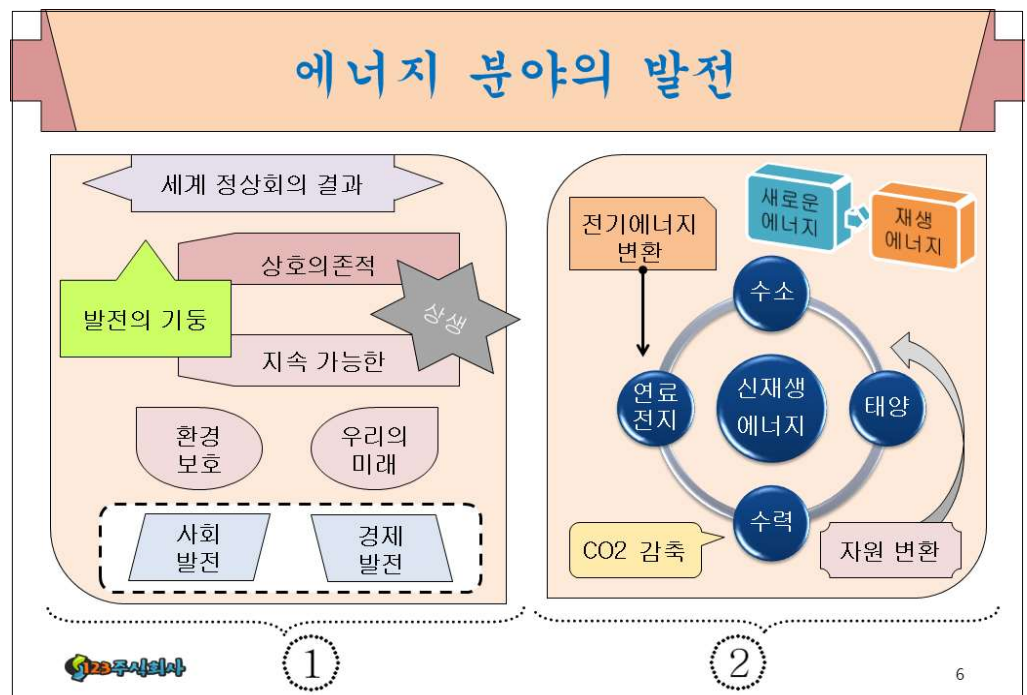 에너지 분야의 발전
세계 정상회의 결과
상호의존적
발전의 기둥
상생
지속 가능한
환경
보호
우리의
미래
사회
발전
경제
발전
1
새로운
에너지
재생
에너지
전기에너지
변환
수소
연료
전지
신재생
에너지
태양
수력
CO2 감축
자원 변환
2
123주식회사
6